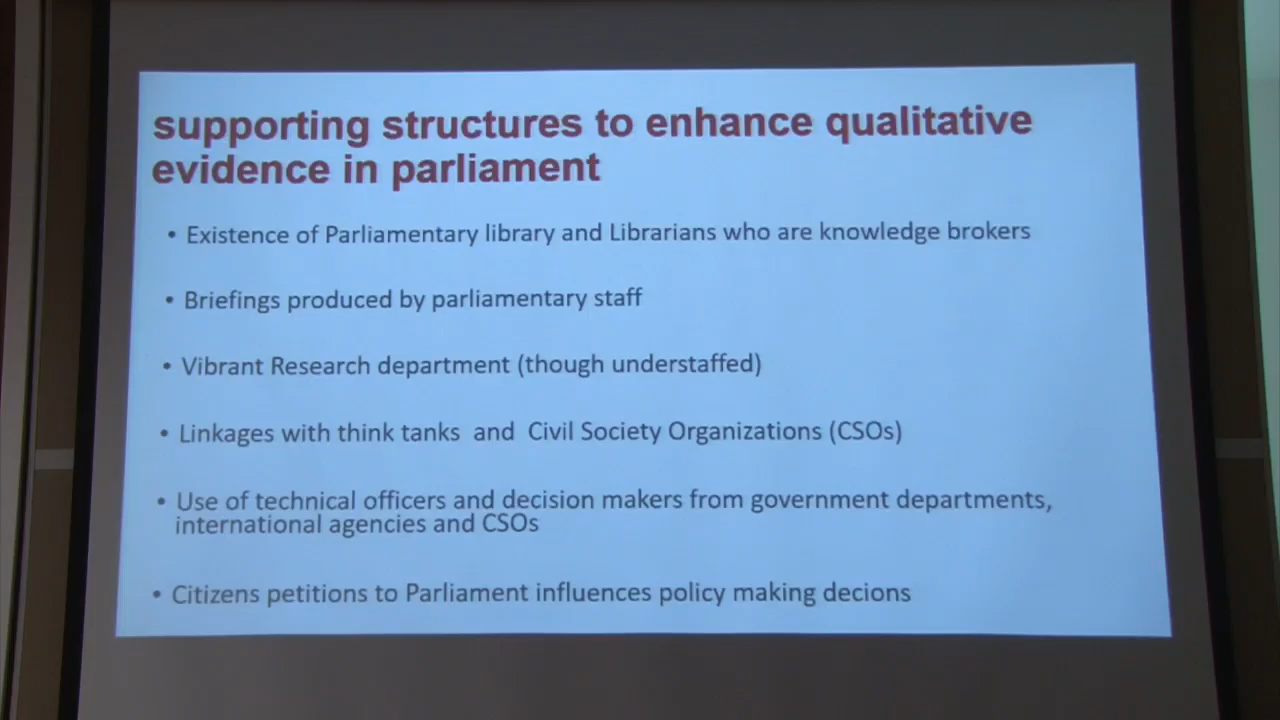 supporting structures to enhance qualitative
evidence in parliament
• Existence of Parliamentary library and Librarians who are knowledge brokers
• Briefings produced by parliamentary staff
• Vibrant Research department (though understaffed)
• Linkages with think tanks and Civil Society Organizations (CSOs)
• Use of technical officers and decision makers from government departments,
international agencies and CSOs
• Citizens petitions to Parliament influences policy making decions